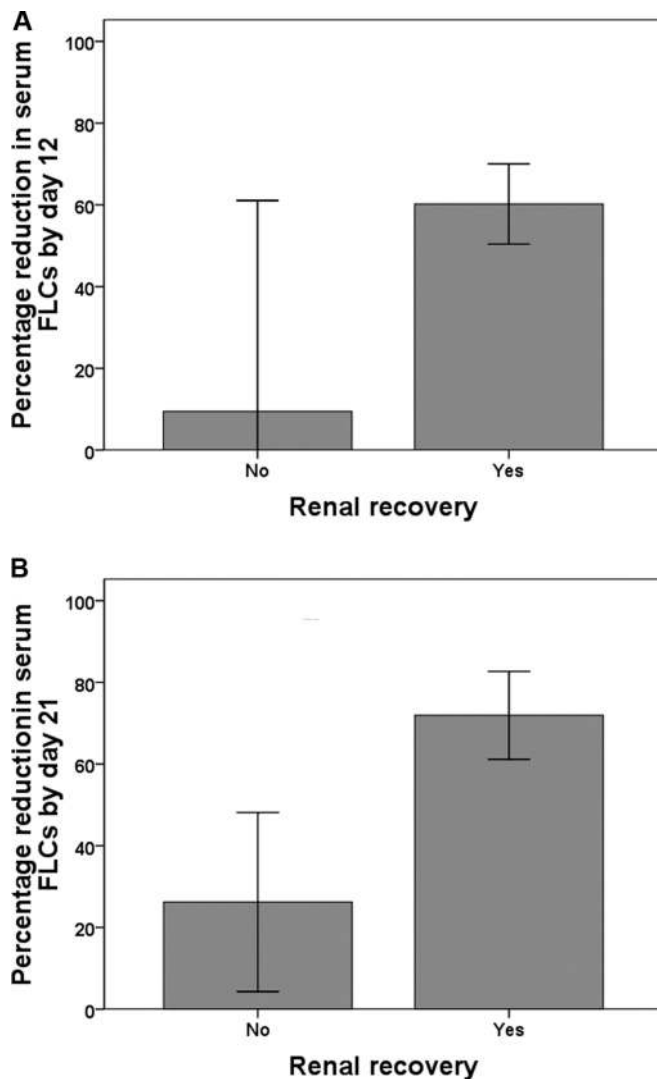 A
Percentage reduction in serum
FLCs by day 12
100
80
60
40
20
0
No
Yes
Renal recovery
B
Percentage reductionin serum
FLCs by day 21
100
80
60
40
20
0
No
Yes
Renal recovery